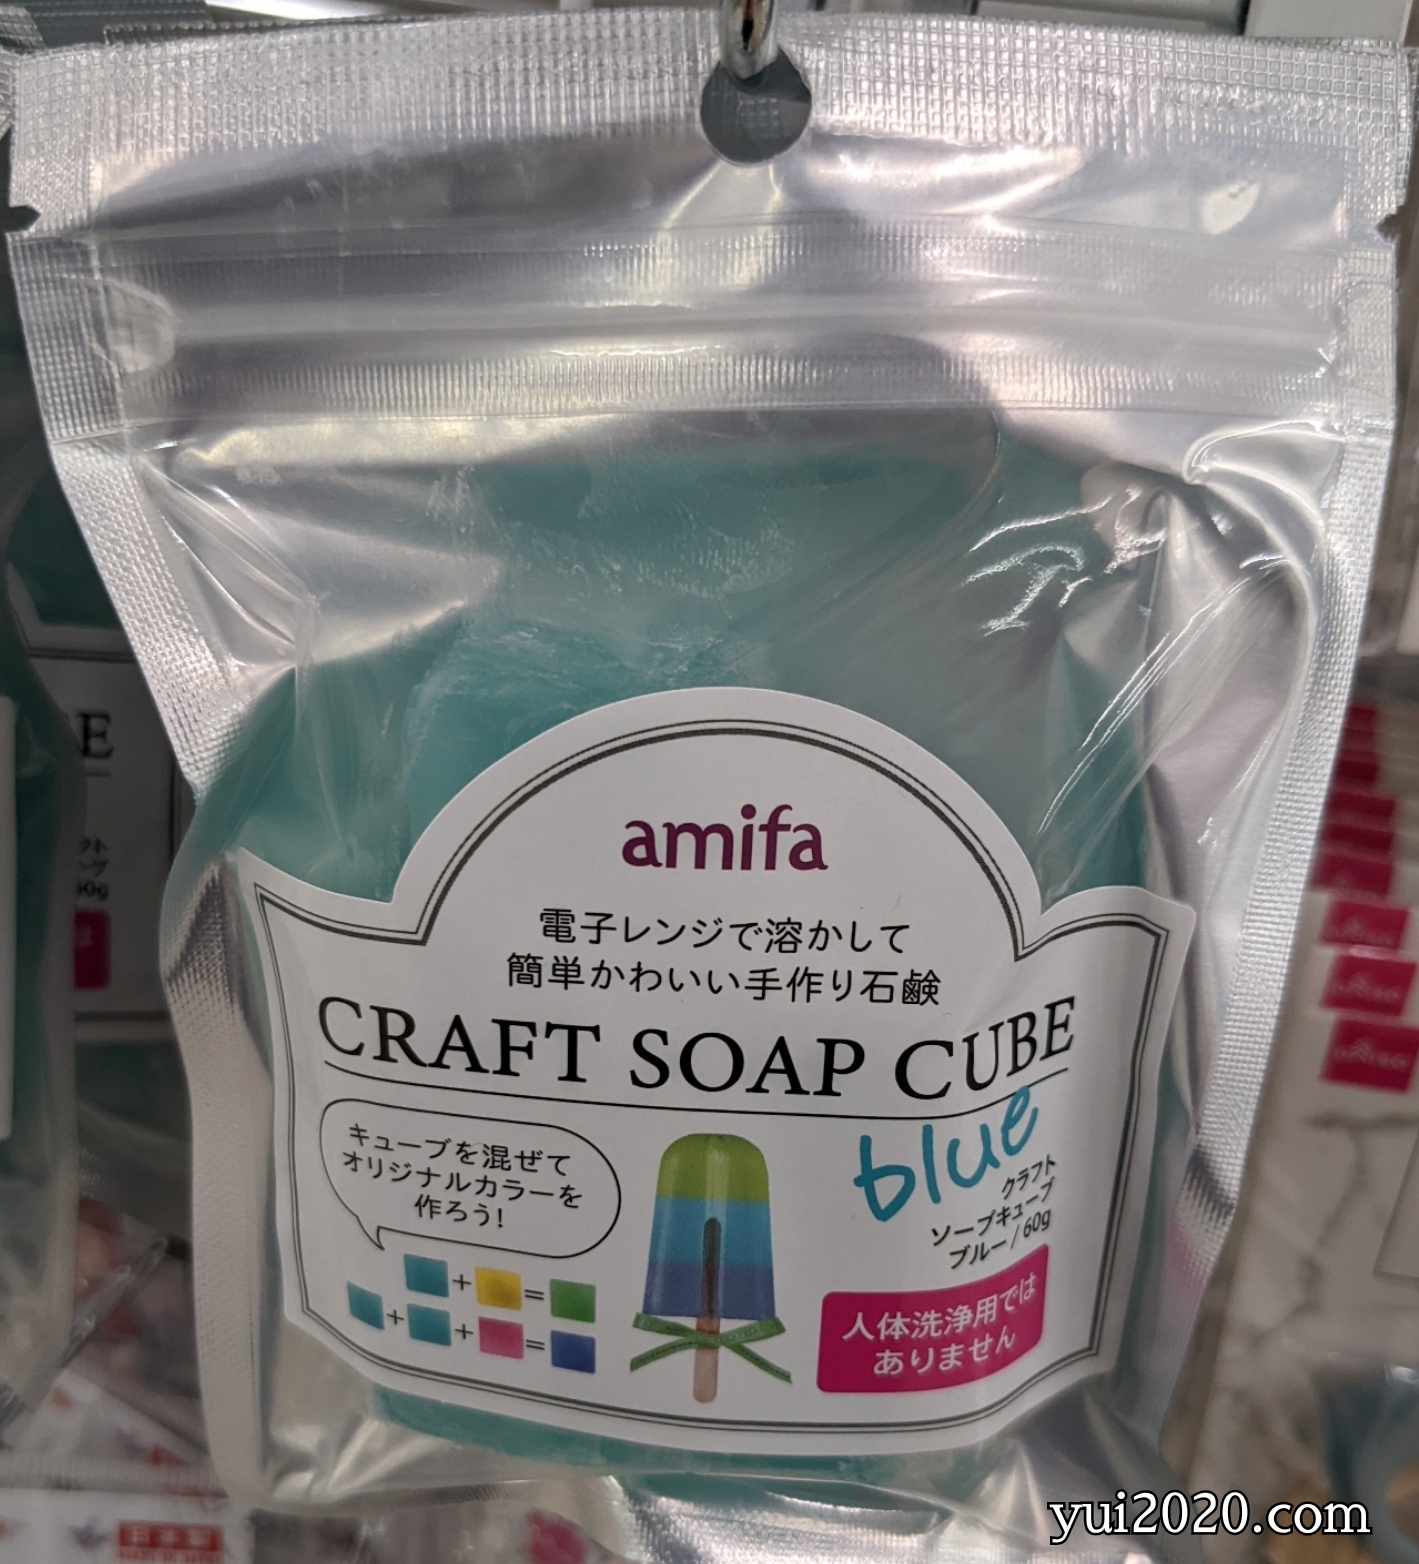 amifa
電子レンジで溶かして
簡単かわいい手作り石鹸
CRAFT SOAP CUBE
blue
クラフト
ソープキューブ
ブルー / 60g
キューブを混ぜて
オリジナルカラーを
作ろう!
+ =
+ + =
人体洗浄用では
ありません
E
日本製
yui2020.com